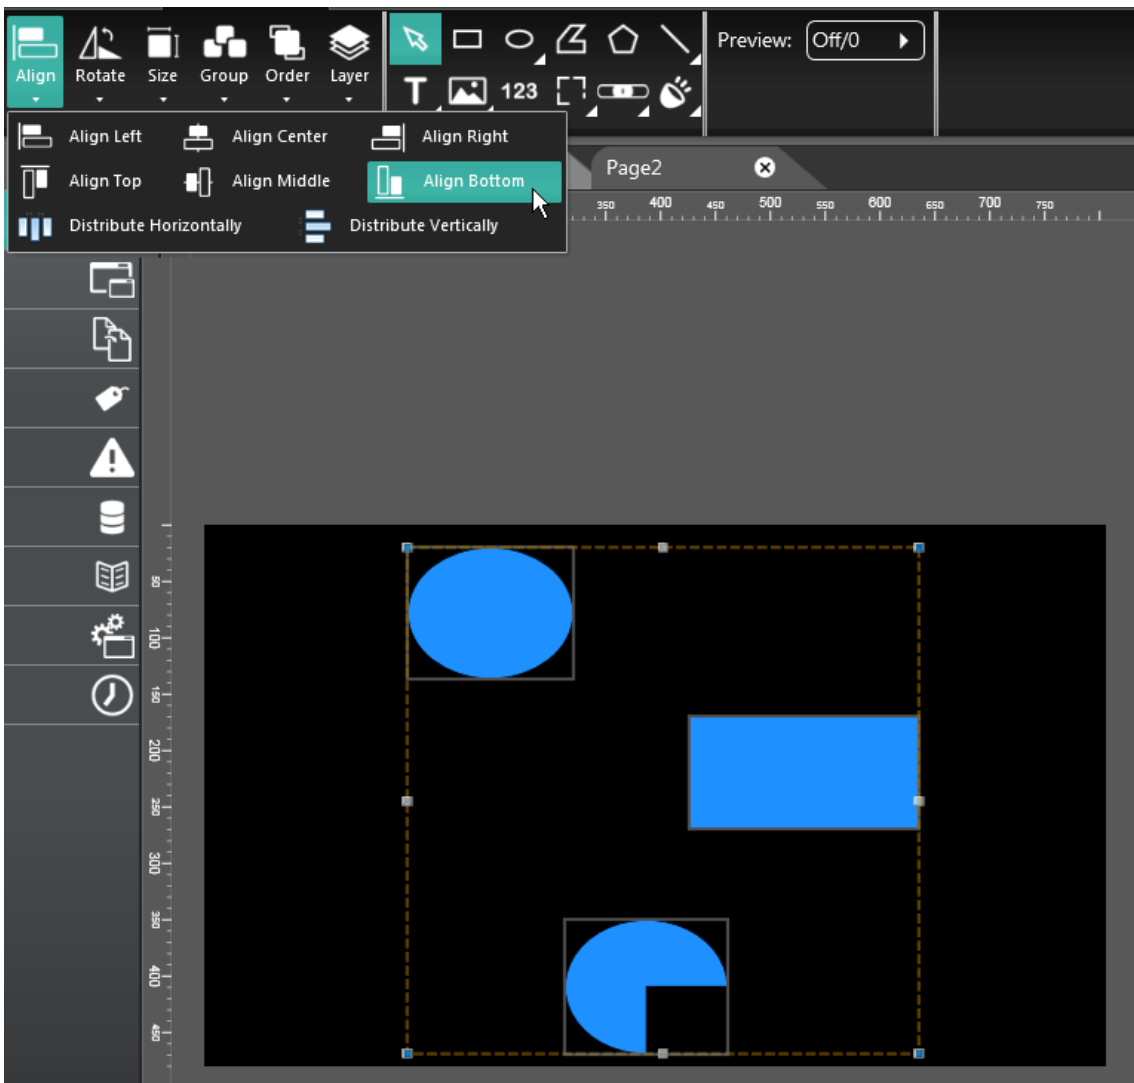 Align Rotate Size Group Order Layer
Preview: Off/0
T 123
Align Left Align Center Align Right
Align Top Align Middle Align Bottom
Distribute Horizontally Distribute Vertically
Page2
350 400 450 500 550 600 650 700 750
50
100
150
200
250
300
350
400
450